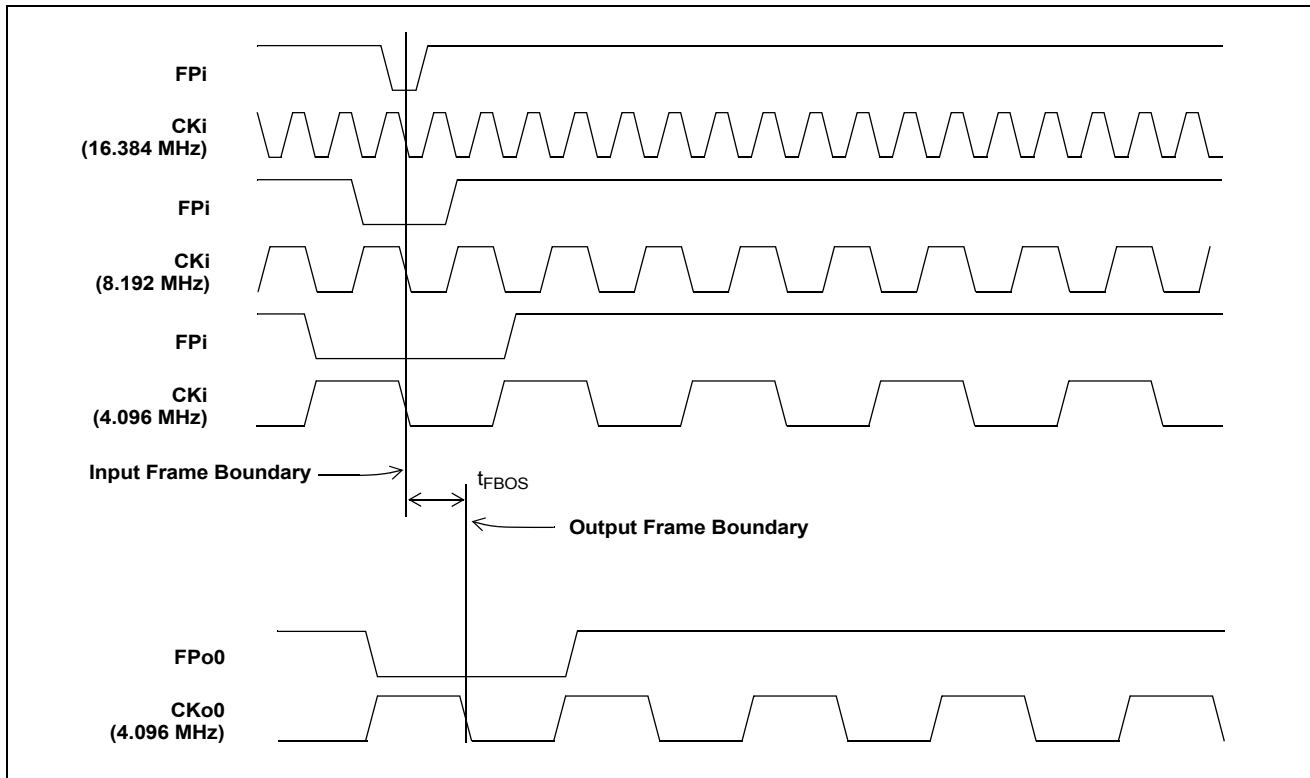 FPi
CKi
(16.384 MHz)
FPi
CKi
(8.192 MHz)
FPi
CKi
(4.096 MHz)
Input Frame Boundary
tFBOS
Output Frame Boundary
FPo0
CKo0
(4.096 MHz)